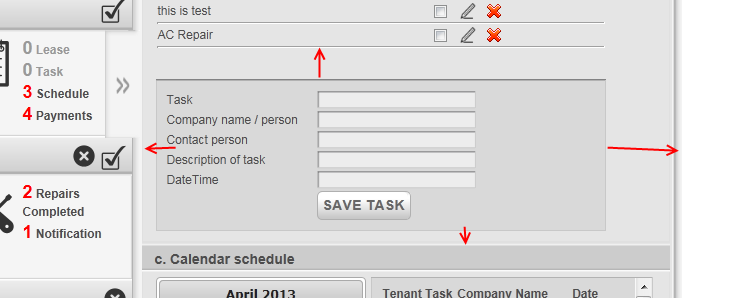 this is test
AC Repair
0 Lease
0 Task
3 Schedule
4 Payments
Task
Company name / person
Contact person
Description of task
DateTime
SAVE TASK
2 Repairs
Completed
1 Notification
c. Calendar schedule
April 2013
Tenant Task Company Name Date